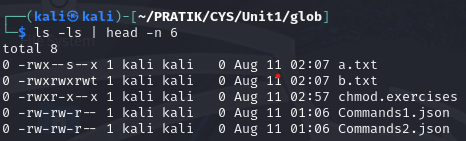 ┌──(kali㉿kali)-[~/PRATIK/CYS/Unit1/glob]
└─$ ls -ls | head -n 6
total 8
0 -rwx--s--x 1 kali kali   0 Aug 11 02:07 a.txt
0 -rwxrwxrwt 1 kali kali   0 Aug 11 02:07 b.txt
0 -rwxr-x--x 1 kali kali   0 Aug 11 02:57 chmod.exercises
0 -rw-rw-r-- 1 kali kali   0 Aug 11 01:06 Commands1.json
0 -rw-rw-r-- 1 kali kali   0 Aug 11 01:06 Commands2.json